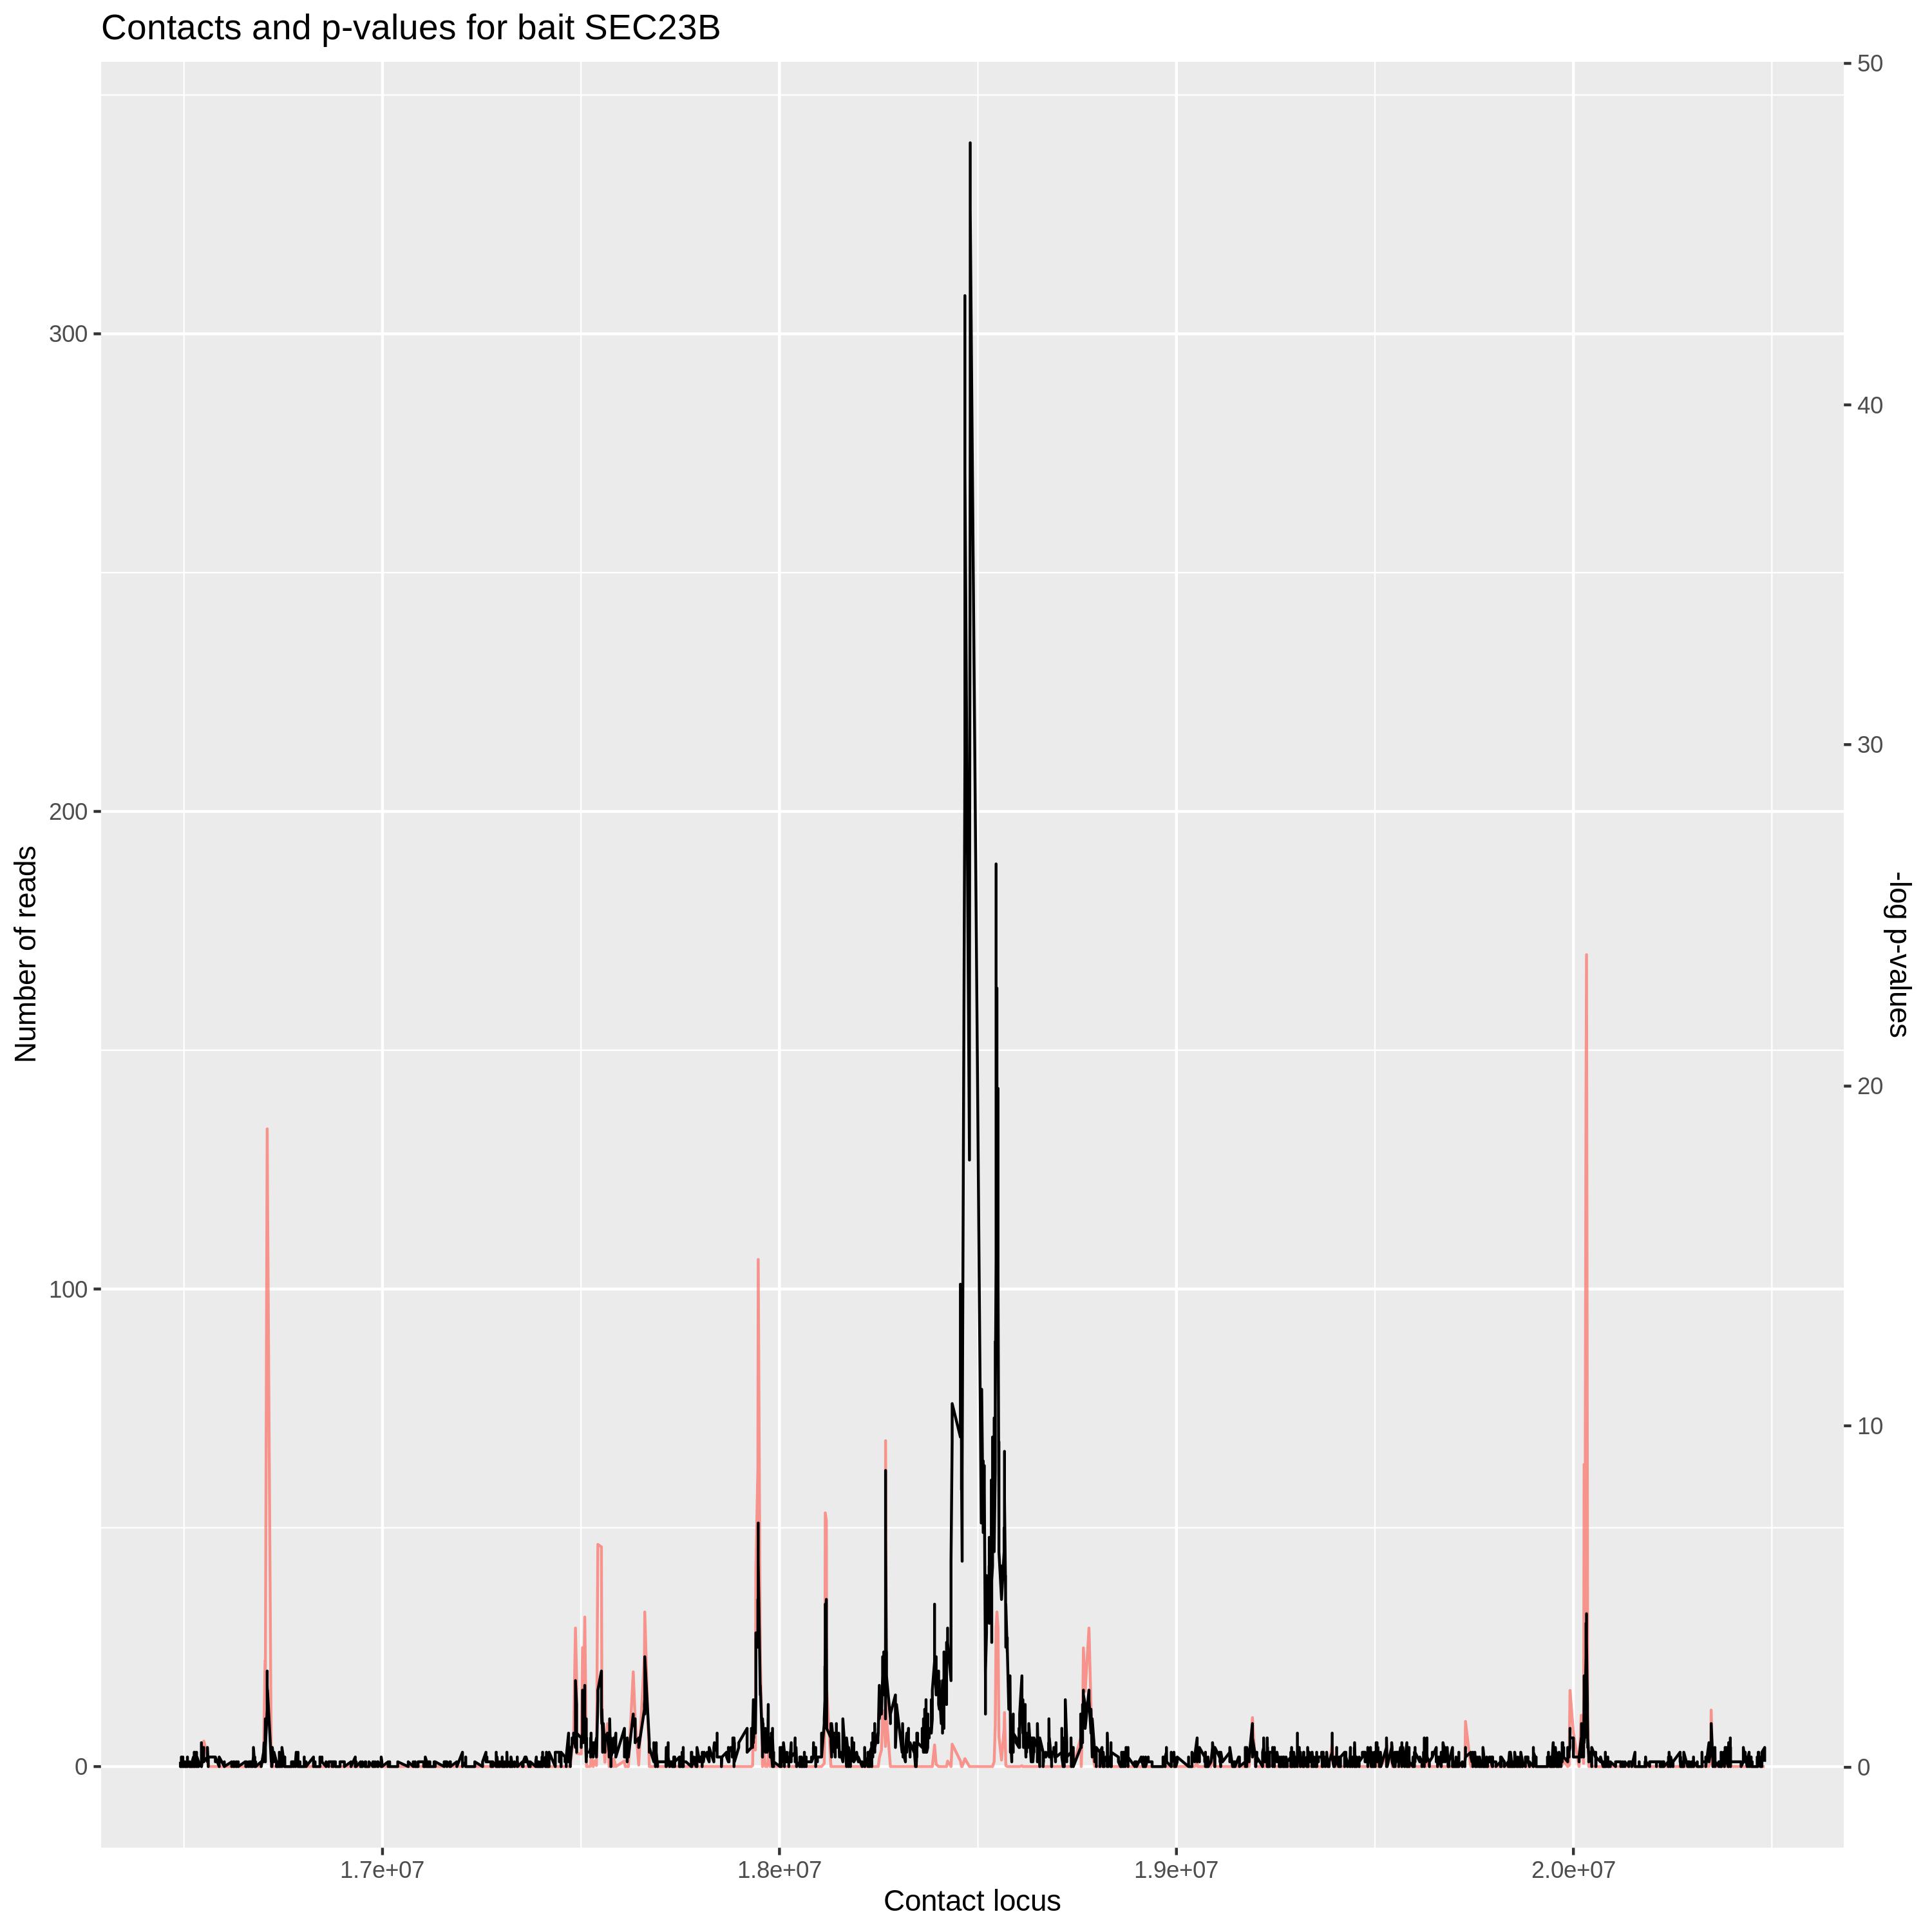 Contacts and p-values for bait SEC23B
50
40
30
20
10
0
300
200
100
0
Number of reads
-log p-values
1.7e+07
1.8e+07
1.9e+07
2.0e+07
Contact locus